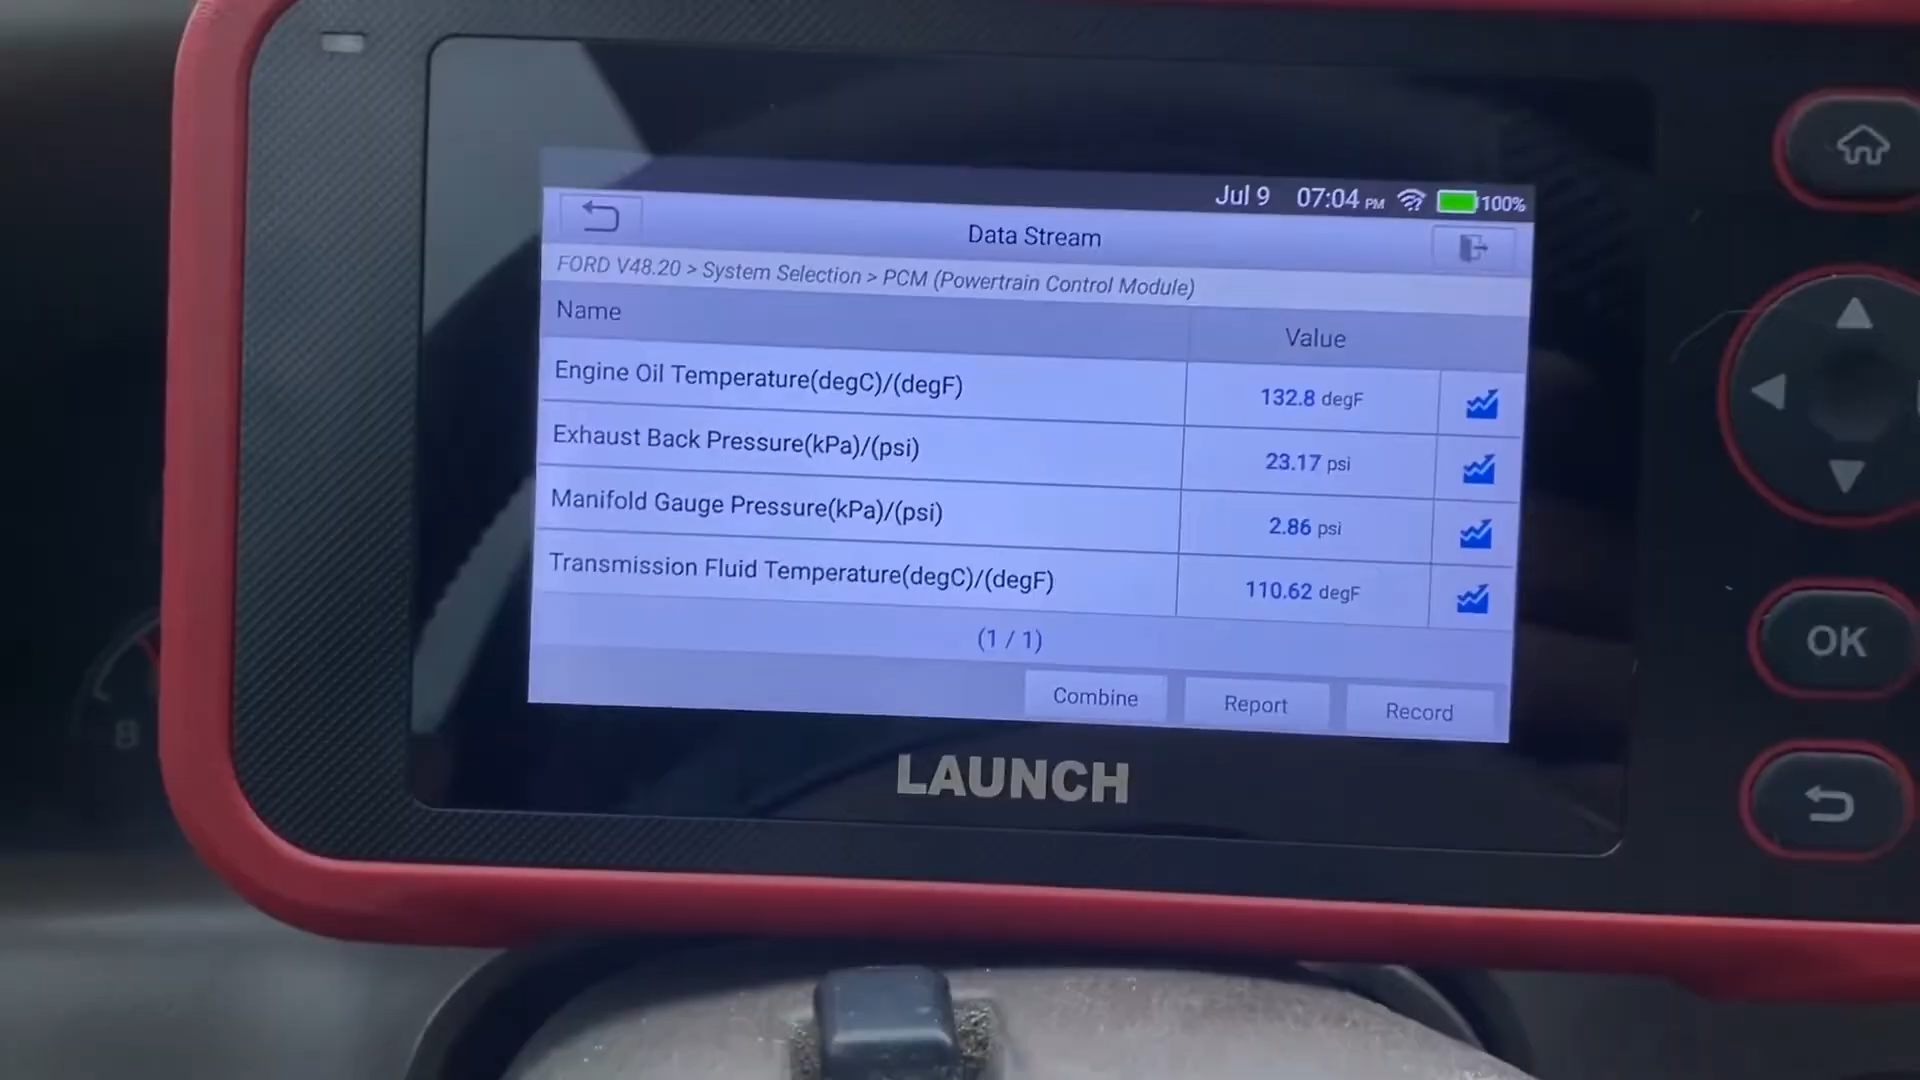 Jul 9 07:04 PM 100%
Data Stream
FORD V48.20 > System Selection > PCM (Powertrain Control Module)
Name Value
Engine Oil Temperature(degC)/(degF) 132.8 degF
Exhaust Back Pressure(kPa)/(psi) 23.17 psi
Manifold Gauge Pressure(kPa)/(psi) 2.86 psi
Transmission Fluid Temperature(degC)/(degF) 110.62 degF
(1 / 1)
Combine Report Record
LAUNCH
OK
8